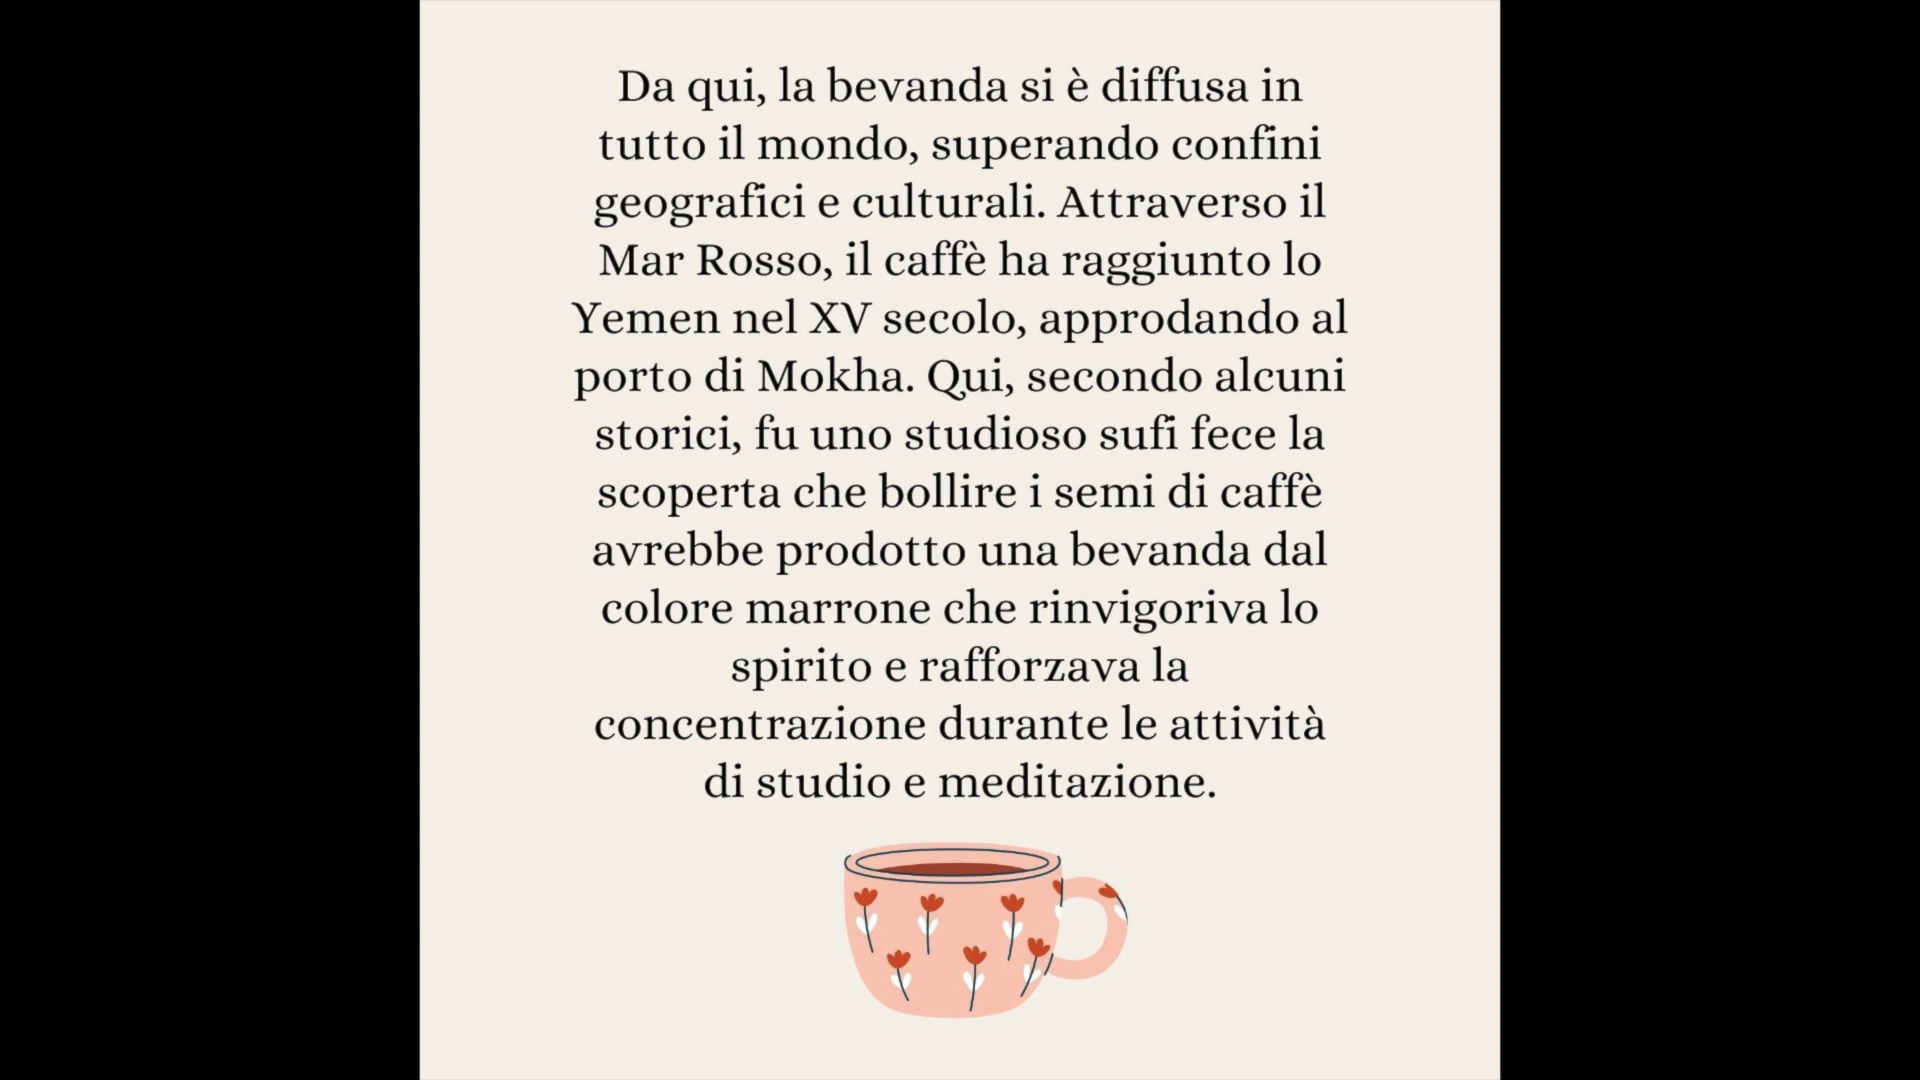 Da qui, la bevanda si è diffusa in
tutto il mondo, superando confini
geografici e culturali. Attraverso il
Mar Rosso, il caffè ha raggiunto lo
Yemen nel XV secolo, approdando al
porto di Mokha. Qui, secondo alcuni
storici, fu uno studioso sufi fece la
scoperta che bollire i semi di caffè
avrebbe prodotto una bevanda dal
colore marrone che rinvigoriva lo
spirito e rafforzava la
concentrazione durante le attività
di studio e meditazione.